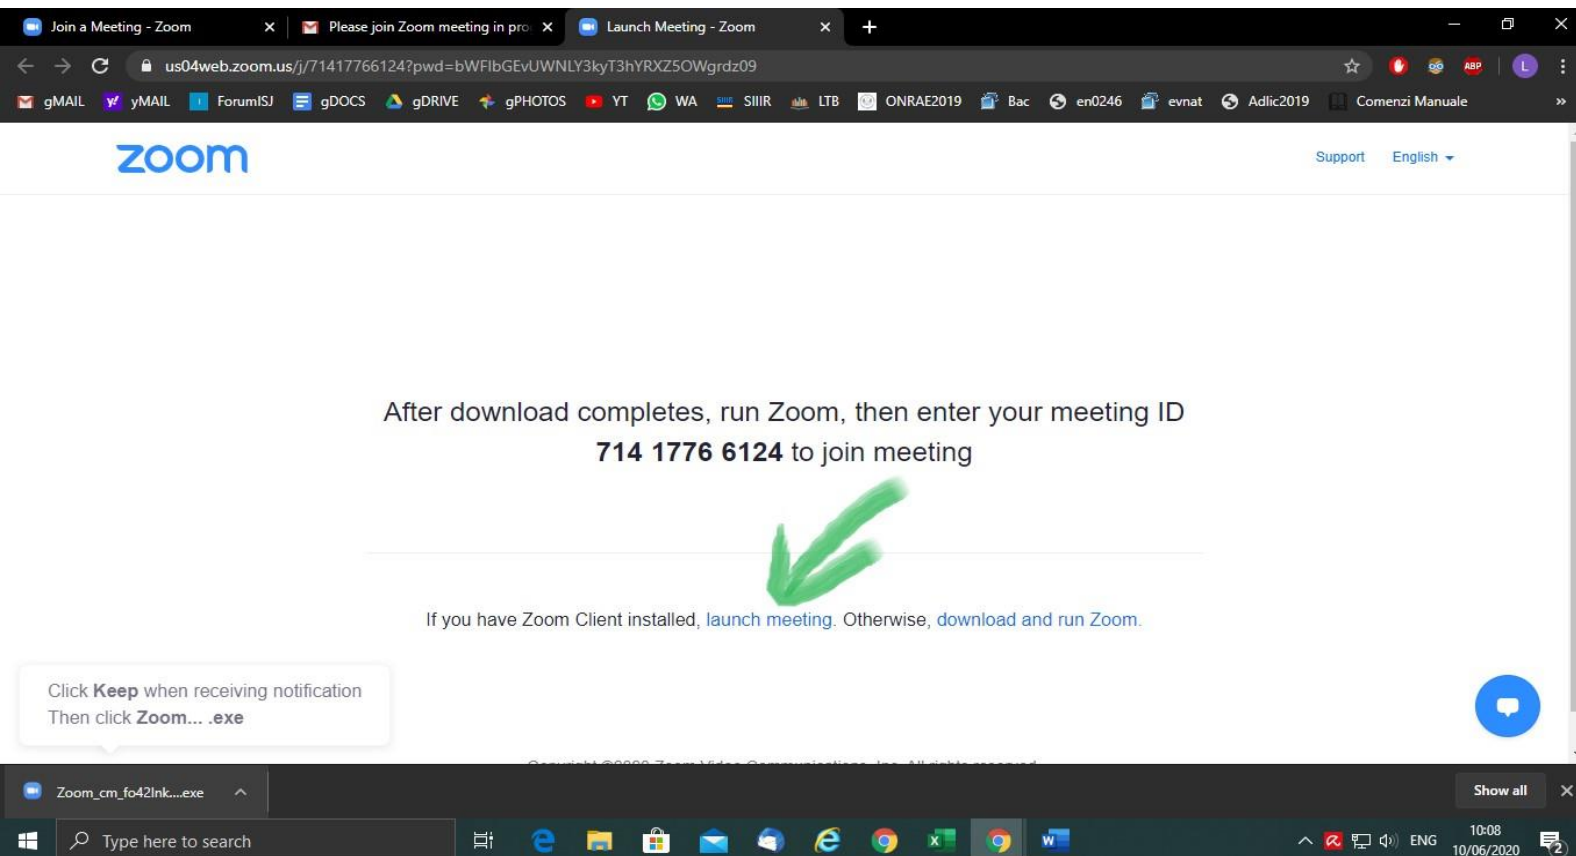 Join a Meeting - Zoom
Please join Zoom meeting in pro
Launch Meeting - Zoom
us04web.zoom.us/j/71417766124?pwd=bWFIbGEvUWNLY3kyT3hYRXZ5OWgrdz09
ABP
L
gMAIL yMAIL ForumISJ gDOCS gDRIVE gPHOTOS YT WA SIIIR LTB ONRAE2019 Bac en0246 evnat Adlic2019 Comenzi Manuale »
zoom
Support English
After download completes, run Zoom, then enter your meeting ID
714 1776 6124 to join meeting
If you have Zoom Client installed, launch meeting. Otherwise, download and run Zoom.
Click Keep when receiving notification
Then click Zoom... .exe
Zoom_cm_fo42lnk....exe
Show all
Type here to search
ENG
10:08
10/06/2020
2